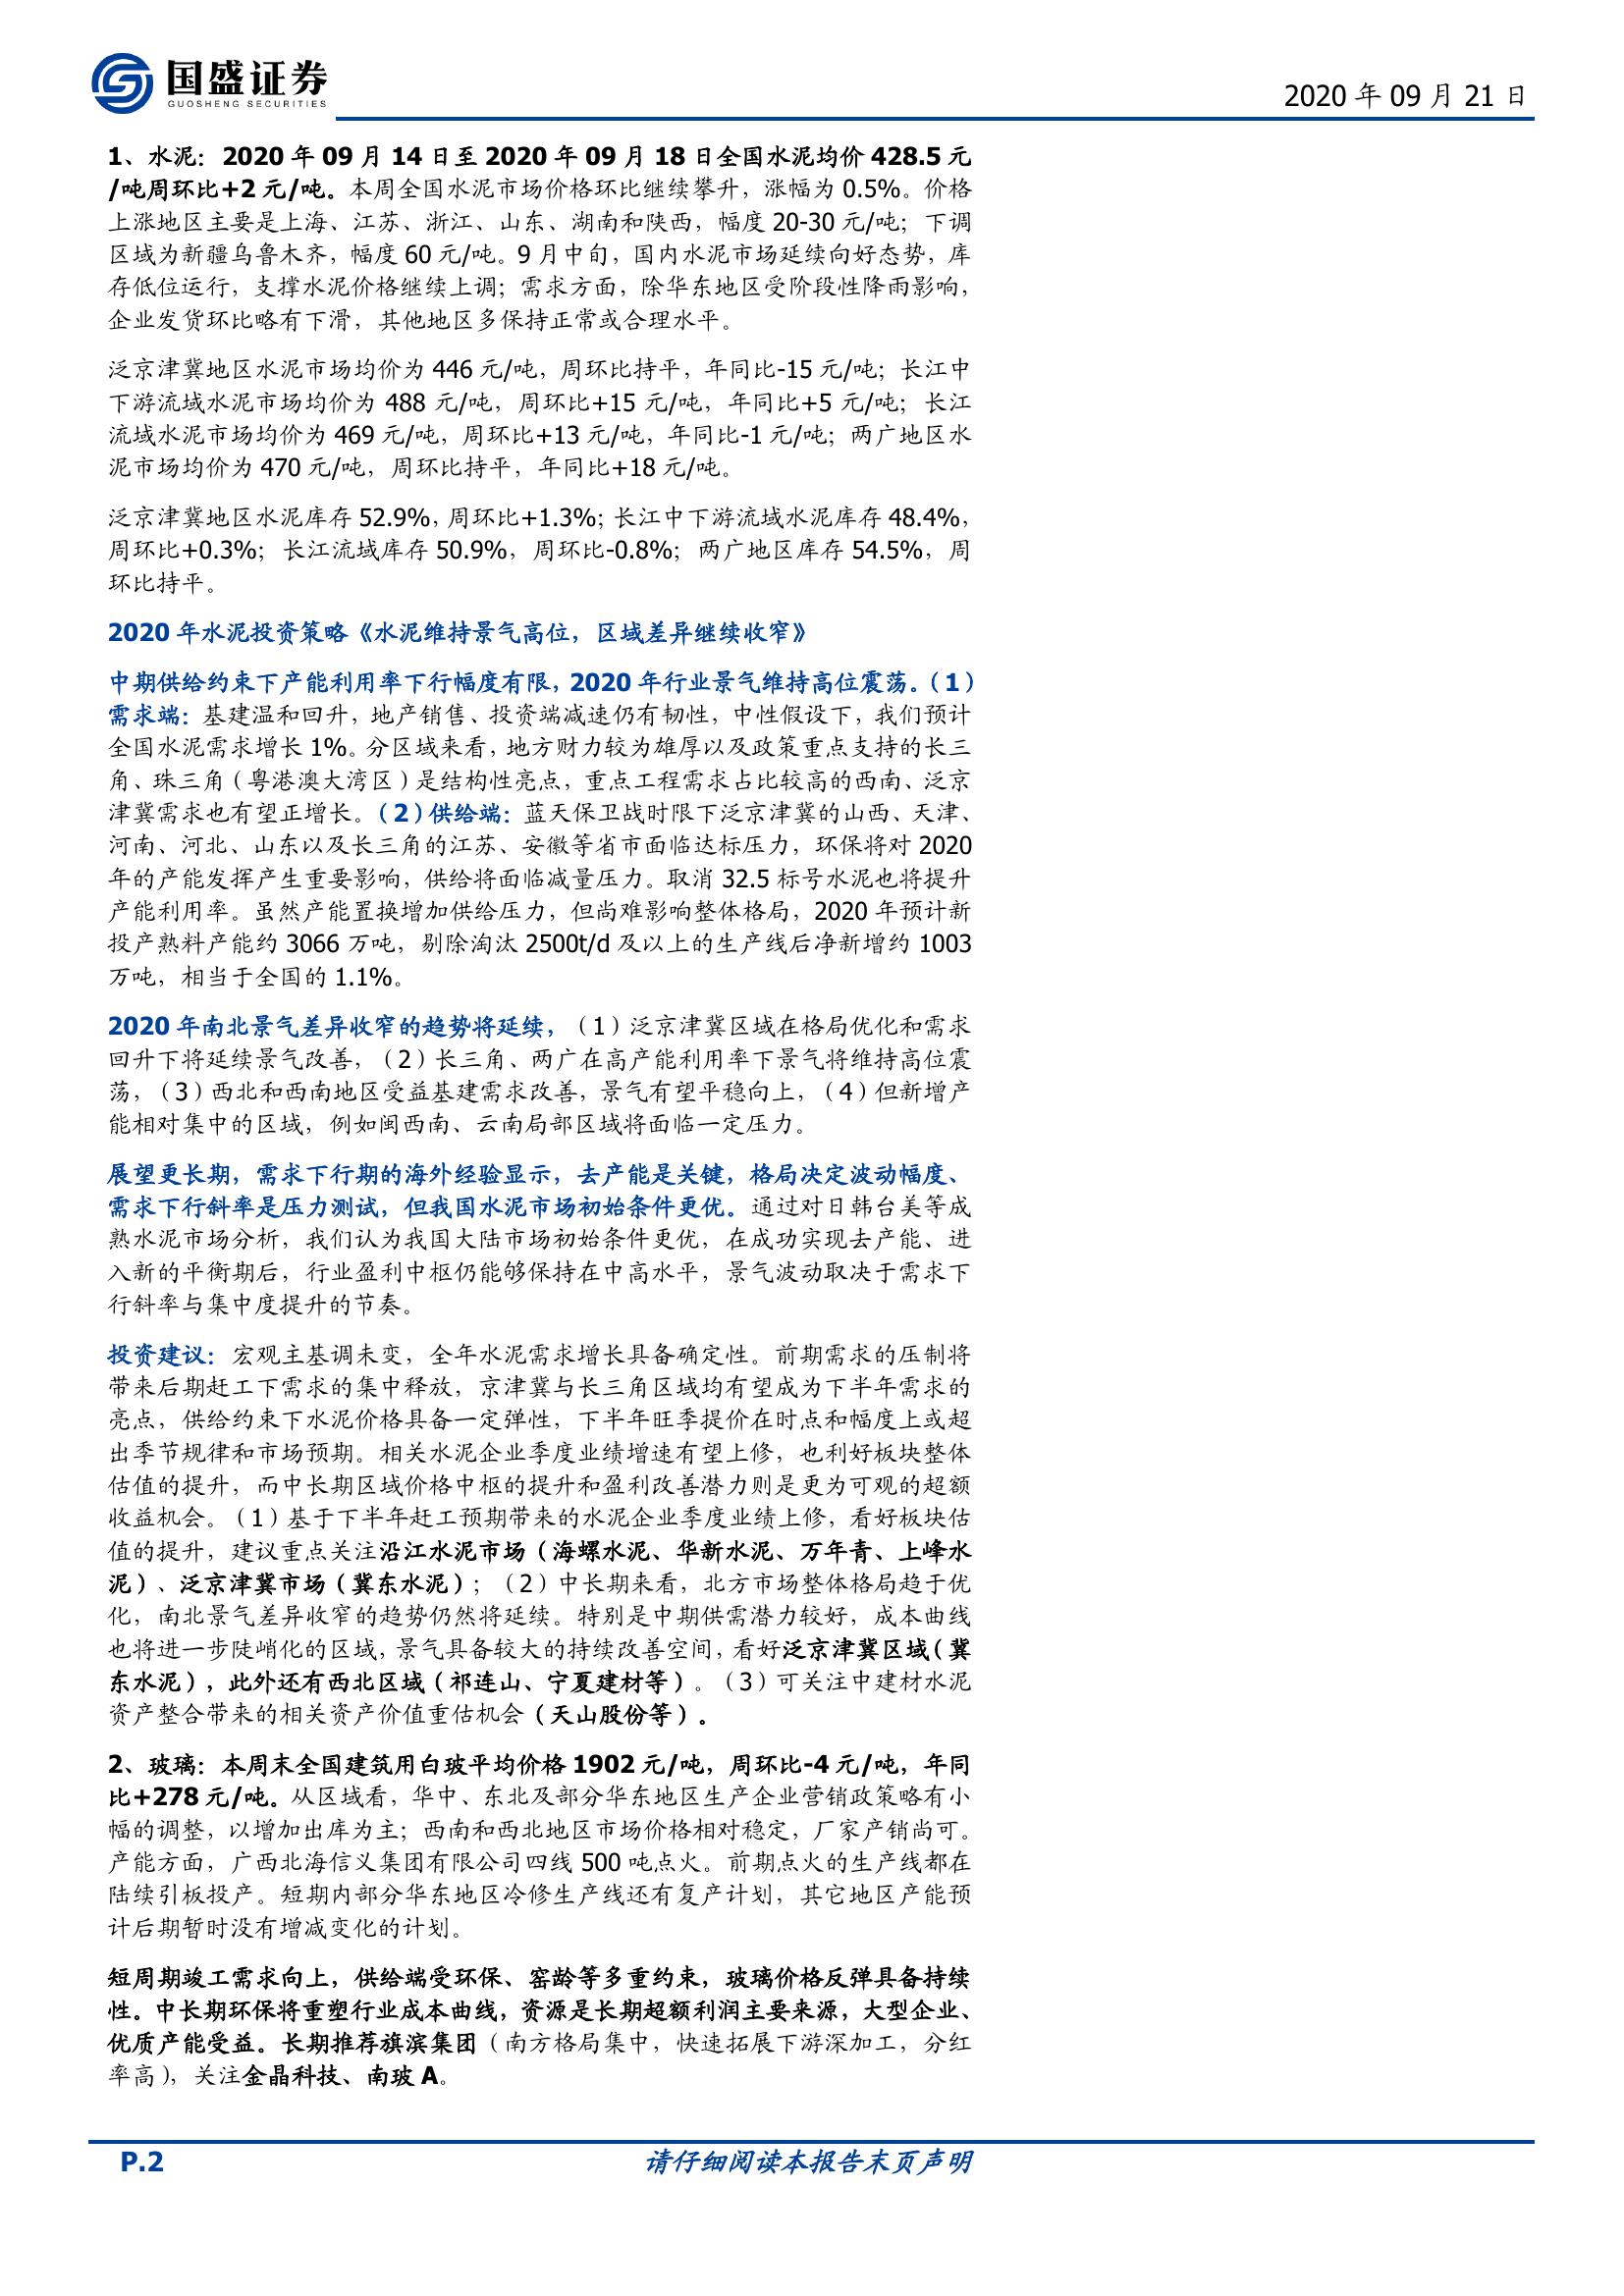 国盛证券
GUOSHENG SECURITIES
2020 年 09 月 21 日
1、水泥：2020 年 09 月 14 日至 2020 年 09 月 18 日全国水泥均价 428.5 元
/吨周环比+2 元/吨。本周全国水泥市场价格环比继续攀升，涨幅为 0.5%。价格
上涨地区主要是上海、江苏、浙江、山东、湖南和陕西，幅度 20-30 元/吨；下调
区域为新疆乌鲁木齐，幅度 60 元/吨。9 月中旬，国内水泥市场延续向好态势，库
存低位运行，支撑水泥价格继续上调；需求方面，除华东地区受阶段性降雨影响，
企业发货环比略有下滑，其他地区多保持正常或合理水平。
泛京津冀地区水泥市场均价为 446 元/吨，周环比持平，年同比-15 元/吨；长江中
下游流域水泥市场均价为 488 元/吨，周环比+15 元/吨，年同比+5 元/吨；长江
流域水泥市场均价为 469 元/吨，周环比+13 元/吨，年同比-1 元/吨；两广地区水
泥市场均价为 470 元/吨，周环比持平，年同比+18 元/吨。
泛京津冀地区水泥库存 52.9%，周环比+1.3%；长江中下游流域水泥库存 48.4%，
周环比+0.3%；长江流域库存 50.9%，周环比-0.8%；两广地区库存 54.5%，周
环比持平。
2020 年水泥投资策略《水泥维持景气高位，区域差异继续收窄》
中期供给约束下产能利用率下行幅度有限，2020 年行业景气维持高位震荡。（1）
需求端：基建温和回升，地产销售、投资端减速仍有韧性，中性假设下，我们预计
全国水泥需求增长 1%。分区域来看，地方财力较为雄厚以及政策重点支持的长三
角、珠三角（粤港澳大湾区）是结构性亮点，重点工程需求占比较高的西南、泛京
津冀需求也有望正增长。（2）供给端：蓝天保卫战时限下泛京津冀的山西、天津、
河南、河北、山东以及长三角的江苏、安徽等省市面临达标压力，环保将对 2020
年的产能发挥产生重要影响，供给将面临减量压力。取消 32.5 标号水泥也将提升
产能利用率。虽然产能置换增加供给压力，但尚难影响整体格局，2020 年预计新
投产熟料产能约 3066 万吨，剔除淘汰 2500t/d 及以上的生产线后净新增约 1003
万吨，相当于全国的 1.1%。
2020 年南北景气差异收窄的趋势将延续，（1）泛京津冀区域在格局优化和需求
回升下将延续景气改善，（2）长三角、两广在高产能利用率下景气将维持高位震
荡，（3）西北和西南地区受益基建需求改善，景气有望平稳向上，（4）但新增产
能相对集中的区域，例如闽西南、云南局部区域将面临一定压力。
展望更长期，需求下行期的海外经验显示，去产能是关键，格局决定波动幅度、
需求下行斜率是压力测试，但我国水泥市场初始条件更优。通过对日韩台美等成
熟水泥市场分析，我们认为我国大陆市场初始条件更优，在成功实现去产能、进
入新的平衡期后，行业盈利中枢仍能够保持在中高水平，景气波动取决于需求下
行斜率与集中度提升的节奏。
投资建议：宏观主基调未变，全年水泥需求增长具备确定性。前期需求的压制将
带来后期赶工下需求的集中释放，京津冀与长三角区域均有望成为下半年需求的
亮点，供给约束下水泥价格具备一定弹性，下半年旺季提价在时点和幅度上或超
出季节规律和市场预期。相关水泥企业季度业绩增速有望上修，也利好板块整体
估值的提升，而中长期区域价格中枢的提升和盈利改善潜力则是更为可观的超额
收益机会。（1）基于下半年赶工预期带来的水泥企业季度业绩上修，看好板块估
值的提升，建议重点关注沿江水泥市场（海螺水泥、华新水泥、万年青、上峰水
泥）、泛京津冀市场（冀东水泥）；（2）中长期来看，北方市场整体格局趋于优
化，南北景气差异收窄的趋势仍然将延续。特别是中期供需潜力较好，成本曲线
也将进一步陡峭化的区域，景气具备较大的持续改善空间，看好泛京津冀区域（冀
东水泥），此外还有西北区域（祁连山、宁夏建材等）。（3）可关注中建材水泥
资产整合带来的相关资产价值重估机会（天山股份等）。
2、玻璃：本周末全国建筑用白玻平均价格 1902 元/吨，周环比-4 元/吨，年同
比+278 元/吨。从区域看，华中、东北及部分华东地区生产企业营销政策略有小
幅的调整，以增加出库为主；西南和西北地区市场价格相对稳定，厂家产销尚可。
产能方面，广西北海信义集团有限公司四线 500 吨点火。前期点火的生产线都在
陆续引板投产。短期内部分华东地区冷修生产线还有复产计划，其它地区产能预
计后期暂时没有增减变化的计划。
短周期竣工需求向上，供给端受环保、窑龄等多重约束，玻璃价格反弹具备持续
性。中长期环保将重塑行业成本曲线，资源是长期超额利润主要来源，大型企业、
优质产能受益。长期推荐旗滨集团（南方格局集中，快速拓展下游深加工，分红
率高），关注金晶科技、南玻 A。
P.2
请仔细阅读本报告末页声明